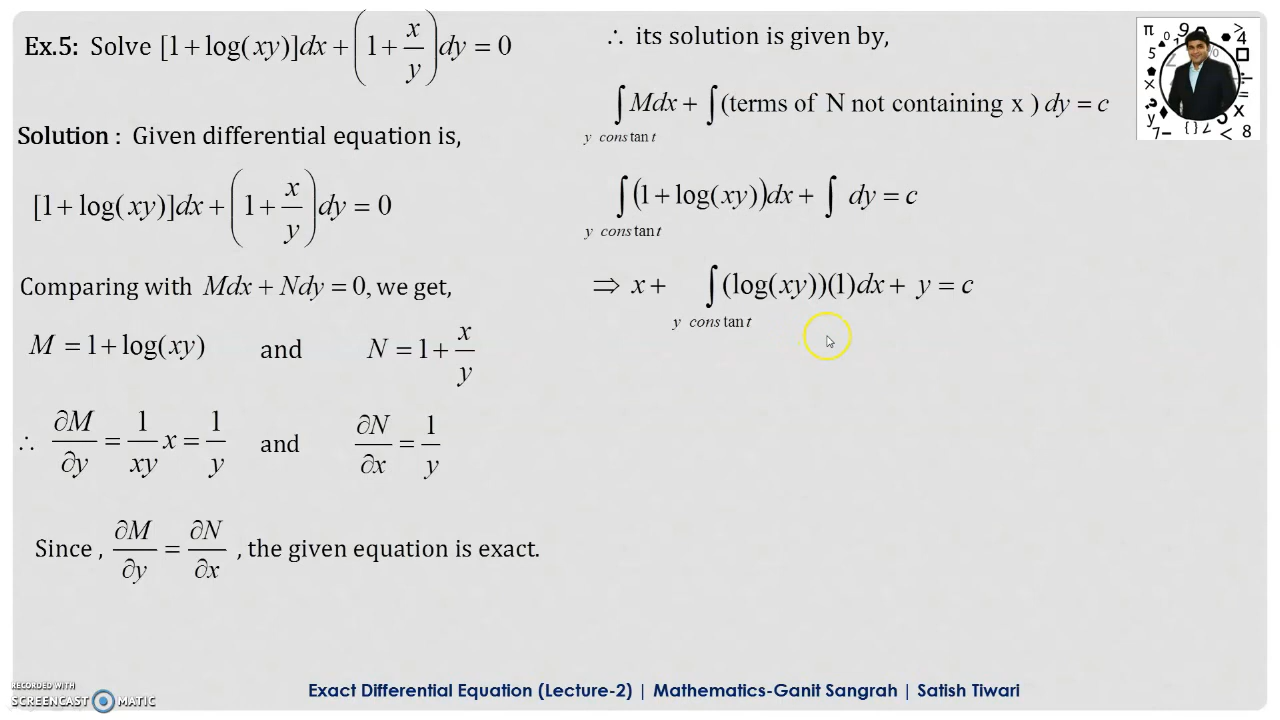 Ex.5: Solve [1 + log(xy)]dx + (1 + x/y)dy = 0
Solution : Given differential equation is,
[1 + log(xy)]dx + (1 + x/y)dy = 0
Comparing with Mdx + Ndy = 0, we get,
M = 1 + log(xy) and N = 1 + x/y
∴ ∂M/∂y = 1/xy x = 1/y and ∂N/∂x = 1/y
Since , ∂M/∂y = ∂N/∂x , the given equation is exact.
∴ its solution is given by,
∫ Mdx + ∫ (terms of N not containing x ) dy = c
y constant
∫ (1 + log(xy))dx + ∫ dy = c
y constant
⇒ x + ∫ (log(xy))(1)dx + y = c
y constant
Exact Differential Equation (Lecture-2) | Mathematics-Ganit Sangrah | Satish Tiwari
RECORDED WITH
SCREENCAST MATIC